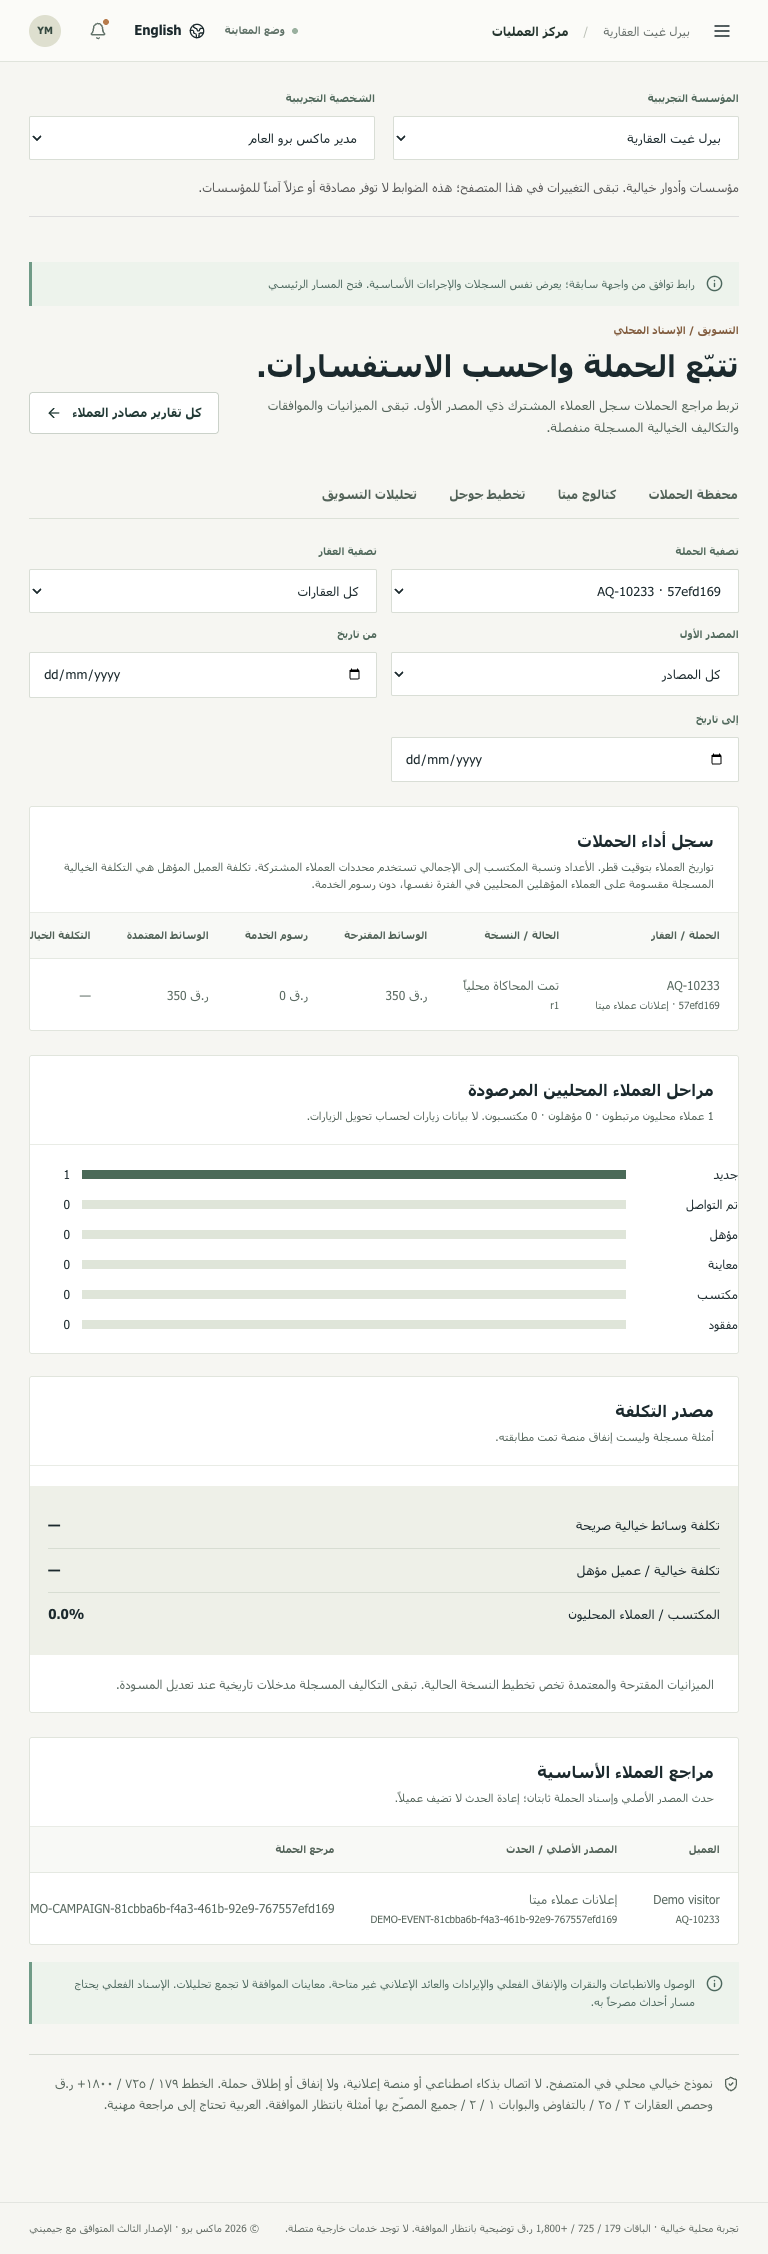 بيرل غيت العقارية / مركز العمليات
وضع المعاينة
English
YM
المؤسسة التجريبية
الشخصية التجريبية
بيرل غيت العقارية
مدير ماكس برو العام
مؤسسات وأدوار خيالية. تبقى التغييرات في هذا المتصفح؛ هذه الضوابط لا توفر مصادقة أو عزلاً آمناً للمؤسسات.
رابط توافق من واجهة سابقة؛ يعرض نفس السجلات والإجراءات الأساسية. فتح المسار الرئيسي
التسويق / الإسناد المحلي
تتبّع الحملة واحسب الاستفسارات.
تربط مراجع الحملات سجل العملاء المشترك ذي المصدر الأول. تبقى الميزانيات والموافقات
والتكاليف الخيالية المسجلة منفصلة.
كل تقارير مصادر العملاء
محفظة الحملات
كتالوج ميتا
تخطيط جوجل
تحليلات التسويق
تصفية الحملة
تصفية العقار
AQ-10233 · 57efd169
كل العقارات
المصدر الأول
من تاريخ
كل المصادر
dd/mm/yyyy
إلى تاريخ
dd/mm/yyyy
سجل أداء الحملات
تواريخ العملاء بتوقيت قطر. الأعداد ونسبة المكتسب إلى الإجمالي تستخدم محددات العملاء المشتركة. تكلفة العميل المؤهل هي التكلفة الخيالية
المسجلة مقسومة على العملاء المؤهلين المحليين في الفترة نفسها، دون رسوم الخدمة.
الحملة / العقار
الحالة / النسخة
الوسائط المقترحة
رسوم الخدمة
الوسائط المعتمدة
التكلفة الخيال
AQ-10233
57efd169 · إعلانات عملاء ميتا
تمت المحاكاة محلياً
r1
ر.ق 350
ر.ق 0
ر.ق 350
—
مراحل العملاء المحليين المرصودة
1 عملاء محليون مرتبطون · 0 مؤهلون · 0 مكتسبون. لا بيانات زيارات لحساب تحويل الزيارات.
جديد 1
تم التواصل 0
مؤهل 0
معاينة 0
مكتسب 0
مفقود 0
مصدر التكلفة
أمثلة مسجلة وليست إنفاق منصة تمت مطابقته.
تكلفة وسائط خيالية صريحة —
تكلفة خيالية / عميل مؤهل —
المكتسب / العملاء المحليون 0.0%
الميزانيات المقترحة والمعتمدة تخص تخطيط النسخة الحالية. تبقى التكاليف المسجلة مدخلات تاريخية عند تعديل المسودة.
مراجع العملاء الأساسية
حدث المصدر الأصلي وإسناد الحملة ثابتان؛ إعادة الحدث لا تضيف عميلاً.
العميل
المصدر الأصلي / الحدث
مرجع الحملة
Demo visitor
AQ-10233
إعلانات عملاء ميتا
DEMO-EVENT-81cbba6b-f4a3-461b-92e9-767557efd169
MO-CAMPAIGN-81cbba6b-f4a3-461b-92e9-767557efd169
الوصول والانطباعات والنقرات والإنفاق الفعلي والإيرادات والعائد الإعلاني غير متاحة. معاينات الموافقة لا تجمع تحليلات. الإسناد الفعلي يحتاج
مسار أحداث مصرحاً به.
نموذج خيالي محلي في المتصفح. لا اتصال بذكاء اصطناعي أو منصة إعلانية، ولا إنفاق أو إطلاق حملة. الخطط ١٧٩ / ٧٢٥ / ١٨٠٠+ ر.ق
وحصص العقارات ٣ / ٢٥ / بالتفاوض والبوابات ١ / ٢ / جميع المصرّح بها أمثلة بانتظار الموافقة. العربية تحتاج إلى مراجعة مهنية.
تجربة محلية خيالية · الباقات 179 / 725 / +1,800 ر.ق توضيحية بانتظار الموافقة. لا توجد خدمات خارجية متصلة.
© 2026 ماكس برو · الإصدار الثالث المتوافق مع جيميني